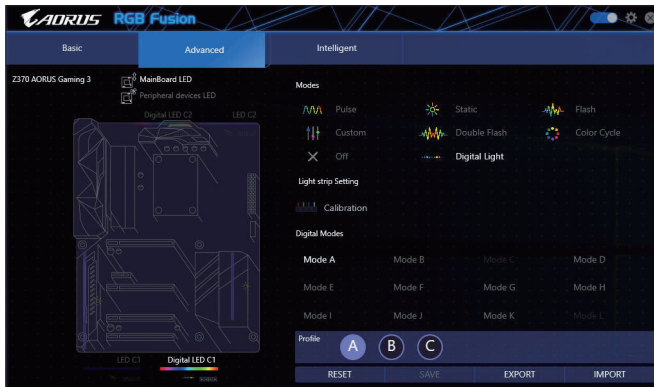 AORUS RGB Fusion
Basic
Advanced
Intelligent
Z370 AORUS Gaming 3
MainBoard LED
Peripheral devices LED
Digital LED C2
LED C2
LED C1
Digital LED C1
Modes
Pulse
Static
Flash
Custom
Double Flash
Color Cycle
Off
Digital Light
Light strip Setting
Calibration
Digital Modes
Mode A
Mode B
Mode C
Mode D
Mode E
Mode F
Mode G
Mode H
Mode I
Mode J
Mode K
Mode L
Profile
A
B
C
RESET
SAVE
EXPORT
IMPORT